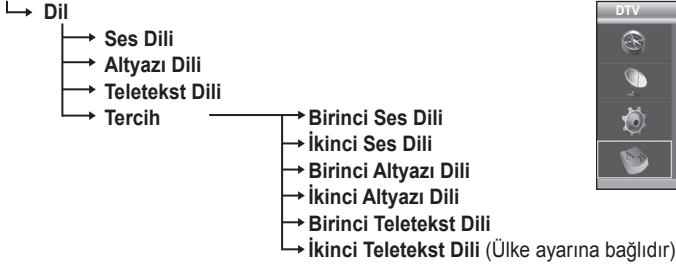 Dil
DTV
Ses Dili
Altyazı Dili
Teletekst Dili
Tercih
Birinci Ses Dili
İkinci Ses Dili
Birinci Altyazı Dili
İkinci Altyazı Dili
Birinci Teletekst Dili
İkinci Teletekst Dili (Ülke ayarına bağlıdır)